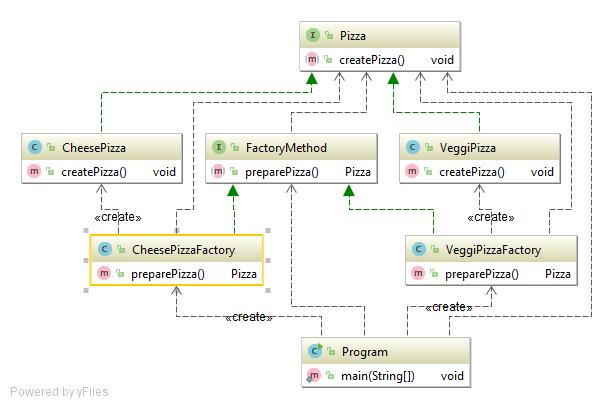 Pizza
createPizza() void
CheesePizza
createPizza() void
FactoryMethod
preparePizza() Pizza
VeggiPizza
createPizza() void
«create»
«create»
CheesePizzaFactory
preparePizza() Pizza
VeggiPizzaFactory
preparePizza() Pizza
«create»
«create»
Program
main(String[]) void
Powered by yFiles